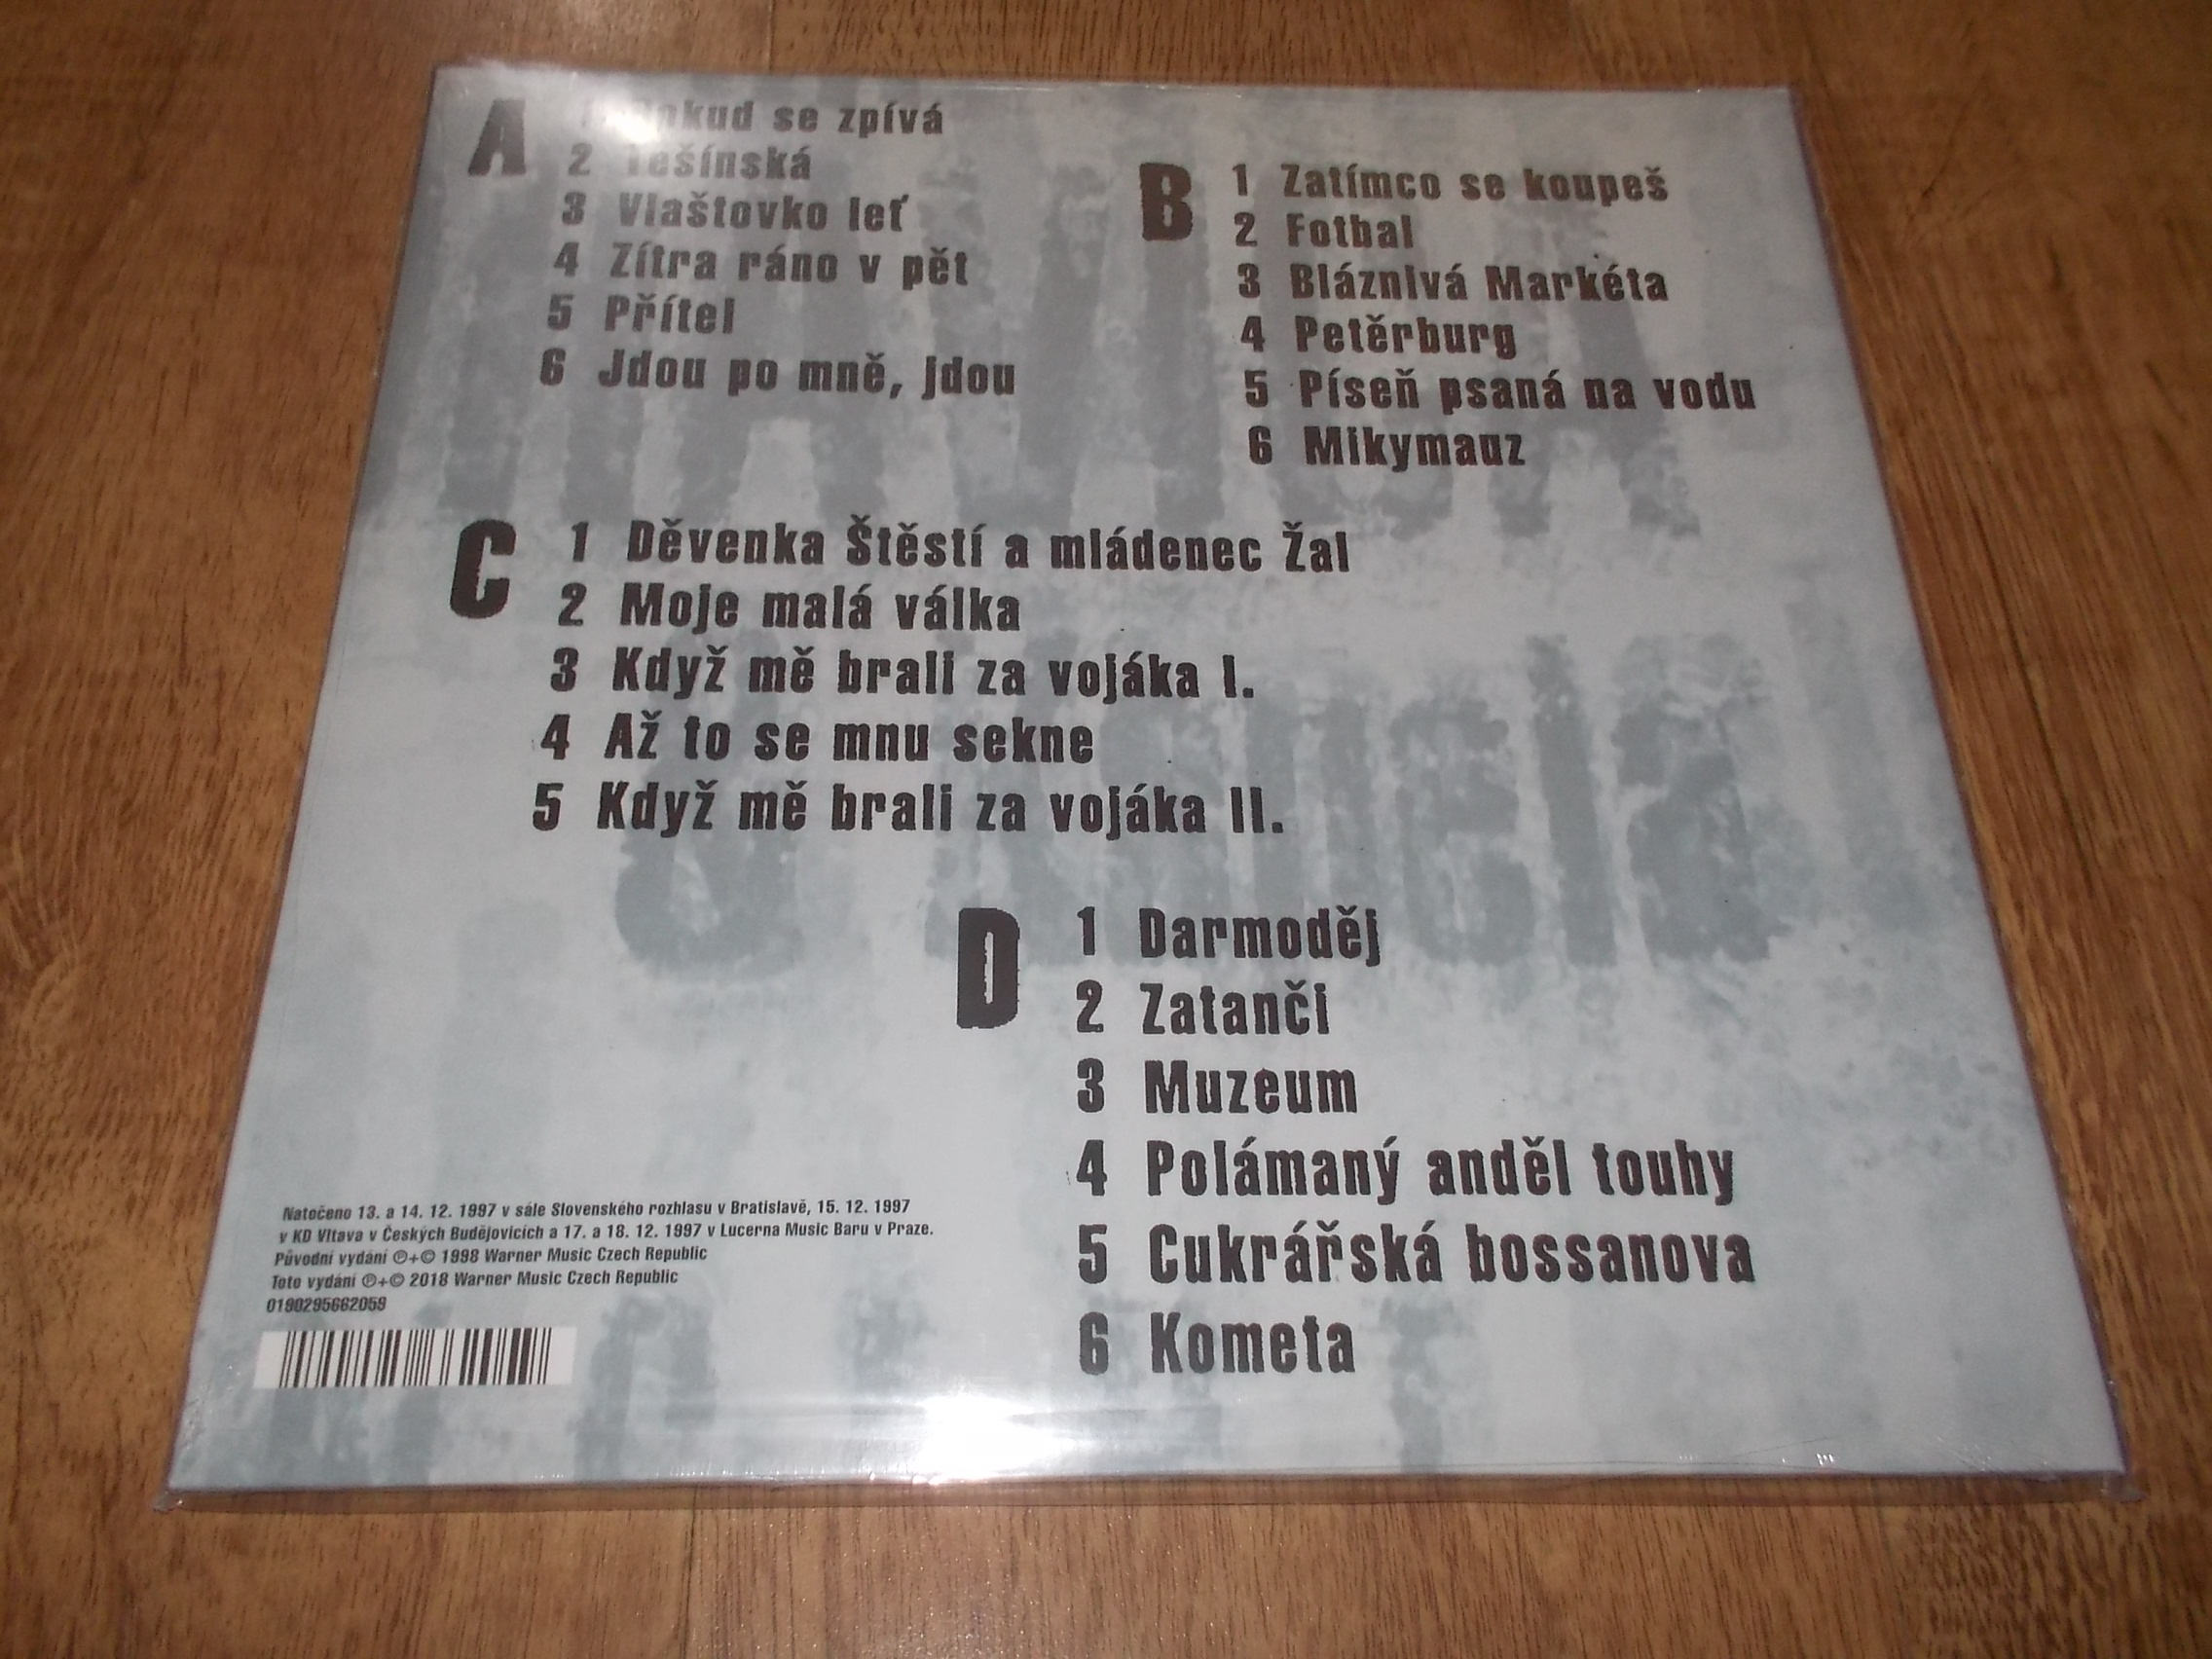 A
se zpívá
2 Těšínská
3 Vlaštovko leť
4 Zítra ráno v pět
5 Přítel
6 Jdou po mně, jdou
B
1 Zatímco se koupeš
2 Fotbal
3 Bláznivá Markéta
4 Petěrburg
5 Píseň psaná na vodu
6 Mikymauz
C
1 Děvenka Štěstí a mládenec Žal
2 Moje malá válka
3 Když mě brali za vojáka I.
4 Až to se mnu sekne
5 Když mě brali za vojáka II.
D
1 Darmoděj
2 Zatanči
3 Muzeum
4 Polámaný anděl touhy
5 Cukrářská bossanova
6 Kometa
Natočeno 13. a 14. 12. 1997 v sále Slovenského rozhlasu v Bratislavě, 15. 12. 1997
v KD Vltava v Českých Budějovicích a 17. a 18. 12. 1997 v Lucerna Music Baru v Praze.
Původní vydání ℗+© 1998 Warner Music Czech Republic
Toto vydání ℗+© 2018 Warner Music Czech Republic
0190295662059